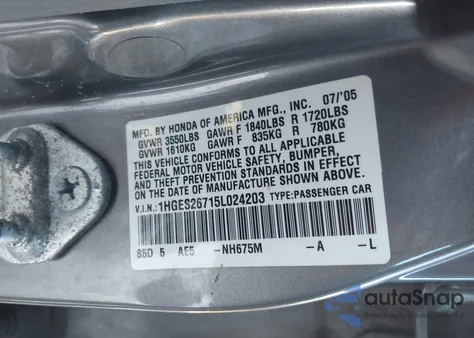 MFD. BY HONDA OF AMERICA MFG., INC. 07/'05
GVWR 3550LBS GAWR F 1840LBS R 1720LBS
GVWR 1610KG GAWR F 835KG R 780KG
THIS VEHICLE CONFORMS TO ALL APPLICABLE
FEDERAL MOTOR VEHICLE SAFETY, BUMPER,
AND THEFT PREVENTION STANDARDS IN EFFECT
ON THE DATE OF MANUFACTURE SHOWN ABOVE.
V.I.N.: 1HGES26715L024203 TYPE: PASSENGER CAR
S5D 5 AE5 -NH675M -A -L
autoSnap